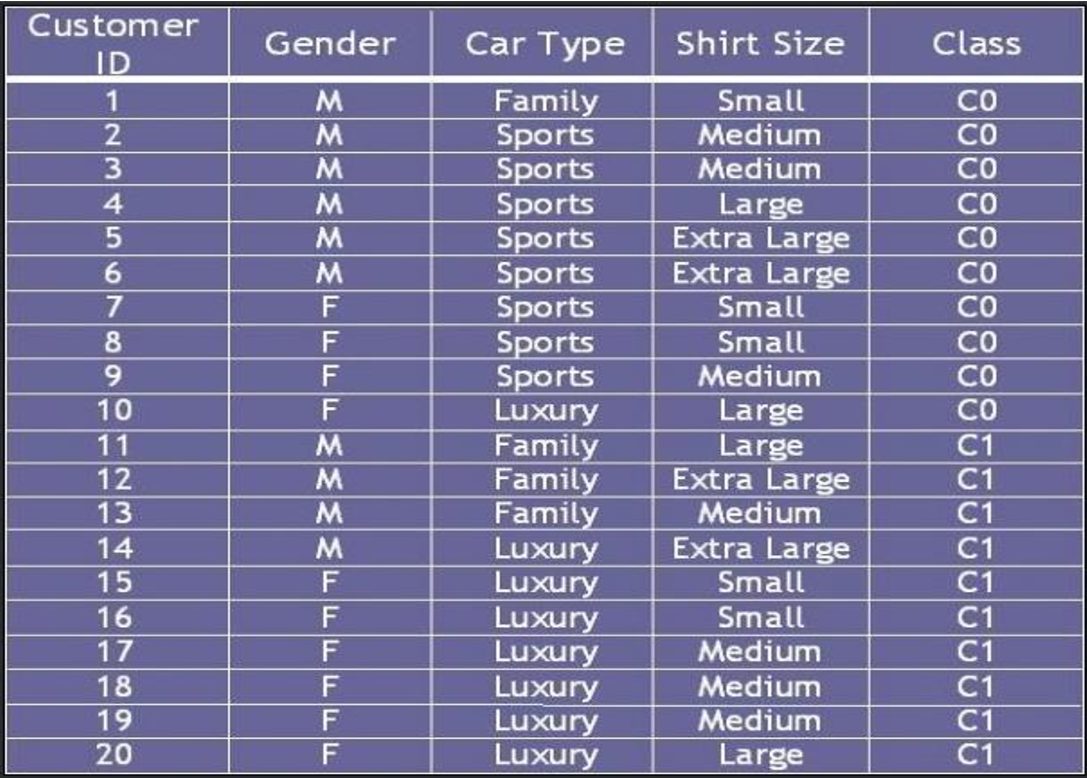 Customer ID Gender Car Type Shirt Size Class
1 M Family Small C0
2 M Sports Medium C0
3 M Sports Medium C0
4 M Sports Large C0
5 M Sports Extra Large C0
6 M Sports Extra Large C0
7 F Sports Small C0
8 F Sports Small C0
9 F Sports Medium C0
10 F Luxury Large C0
11 M Family Large C1
12 M Family Extra Large C1
13 M Family Medium C1
14 M Luxury Extra Large C1
15 F Luxury Small C1
16 F Luxury Small C1
17 F Luxury Medium C1
18 F Luxury Medium C1
19 F Luxury Medium C1
20 F Luxury Large C1